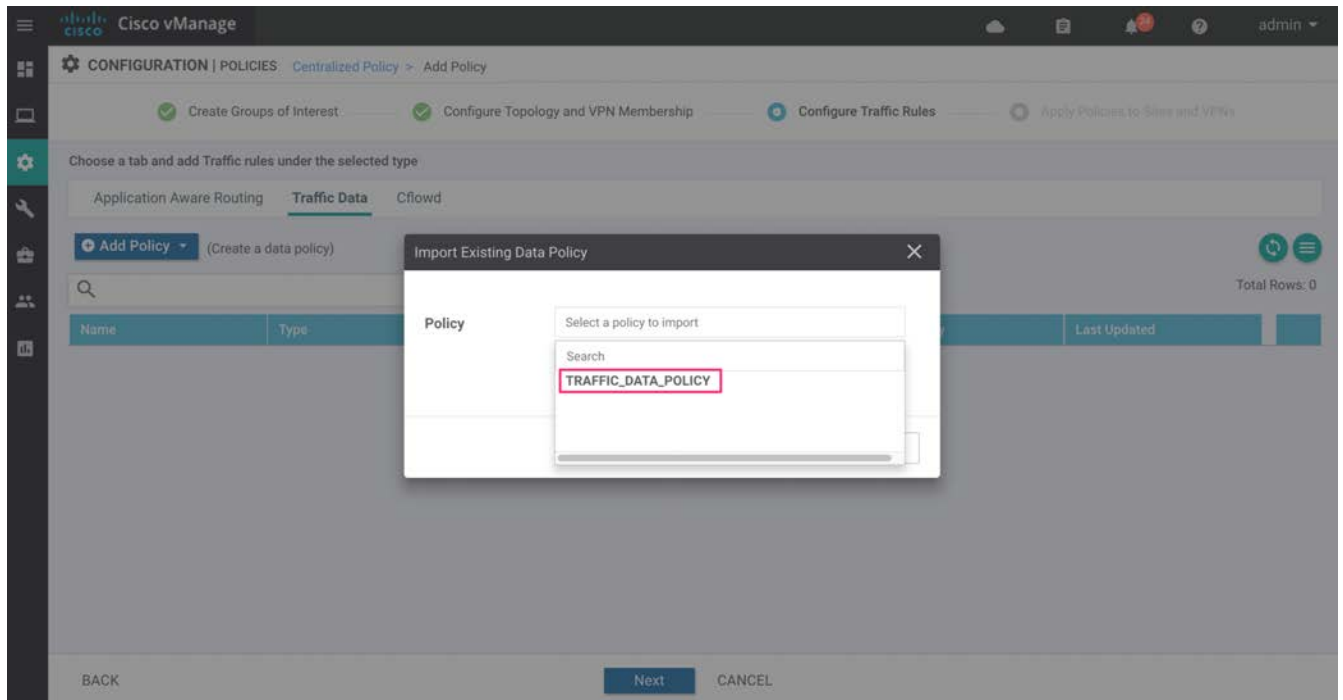 cisco Cisco vManage
24
admin
CONFIGURATION | POLICIES Centralized Policy > Add Policy
Create Groups of Interest Configure Topology and VPN Membership Configure Traffic Rules Apply Policies to Sites and VPNs
Choose a tab and add Traffic rules under the selected type
Application Aware Routing Traffic Data Cflowd
Add Policy (Create a data policy)
Import Existing Data Policy
Total Rows: 0
Name Type Last Updated
Policy Select a policy to import
Search
TRAFFIC_DATA_POLICY
BACK Next CANCEL